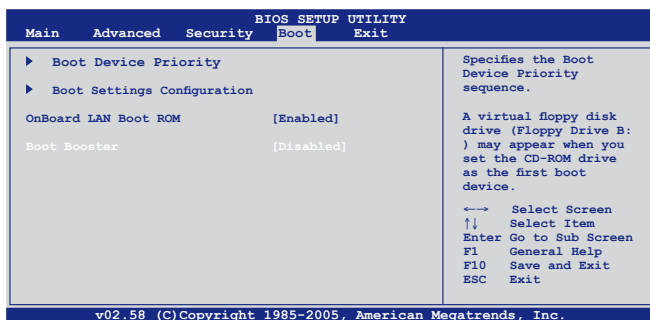 BIOS SETUP UTILITY
Main Advanced Security Boot Exit
Boot Device Priority
Boot Settings Configuration
OnBoard LAN Boot ROM [Enabled]
Boot Booster [Disabled]
Specifies the Boot
Device Priority
sequence.
A virtual floppy disk
drive (Floppy Drive B:
) may appear when you
set the CD-ROM drive
as the first boot
device.
←→ Select Screen
↑↓ Select Item
Enter Go to Sub Screen
F1 General Help
F10 Save and Exit
ESC Exit
v02.58 (C)Copyright 1985-2005, American Megatrends, Inc.